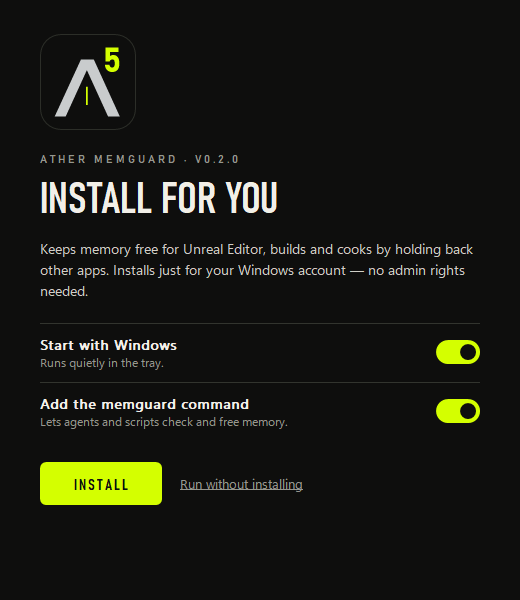 5
ATHER MEMGUARD · V0.2.0
INSTALL FOR YOU
Keeps memory free for Unreal Editor, builds and cooks by holding back
other apps. Installs just for your Windows account — no admin rights
needed.
Start with Windows
Runs quietly in the tray.
Add the memguard command
Lets agents and scripts check and free memory.
INSTALL
Run without installing